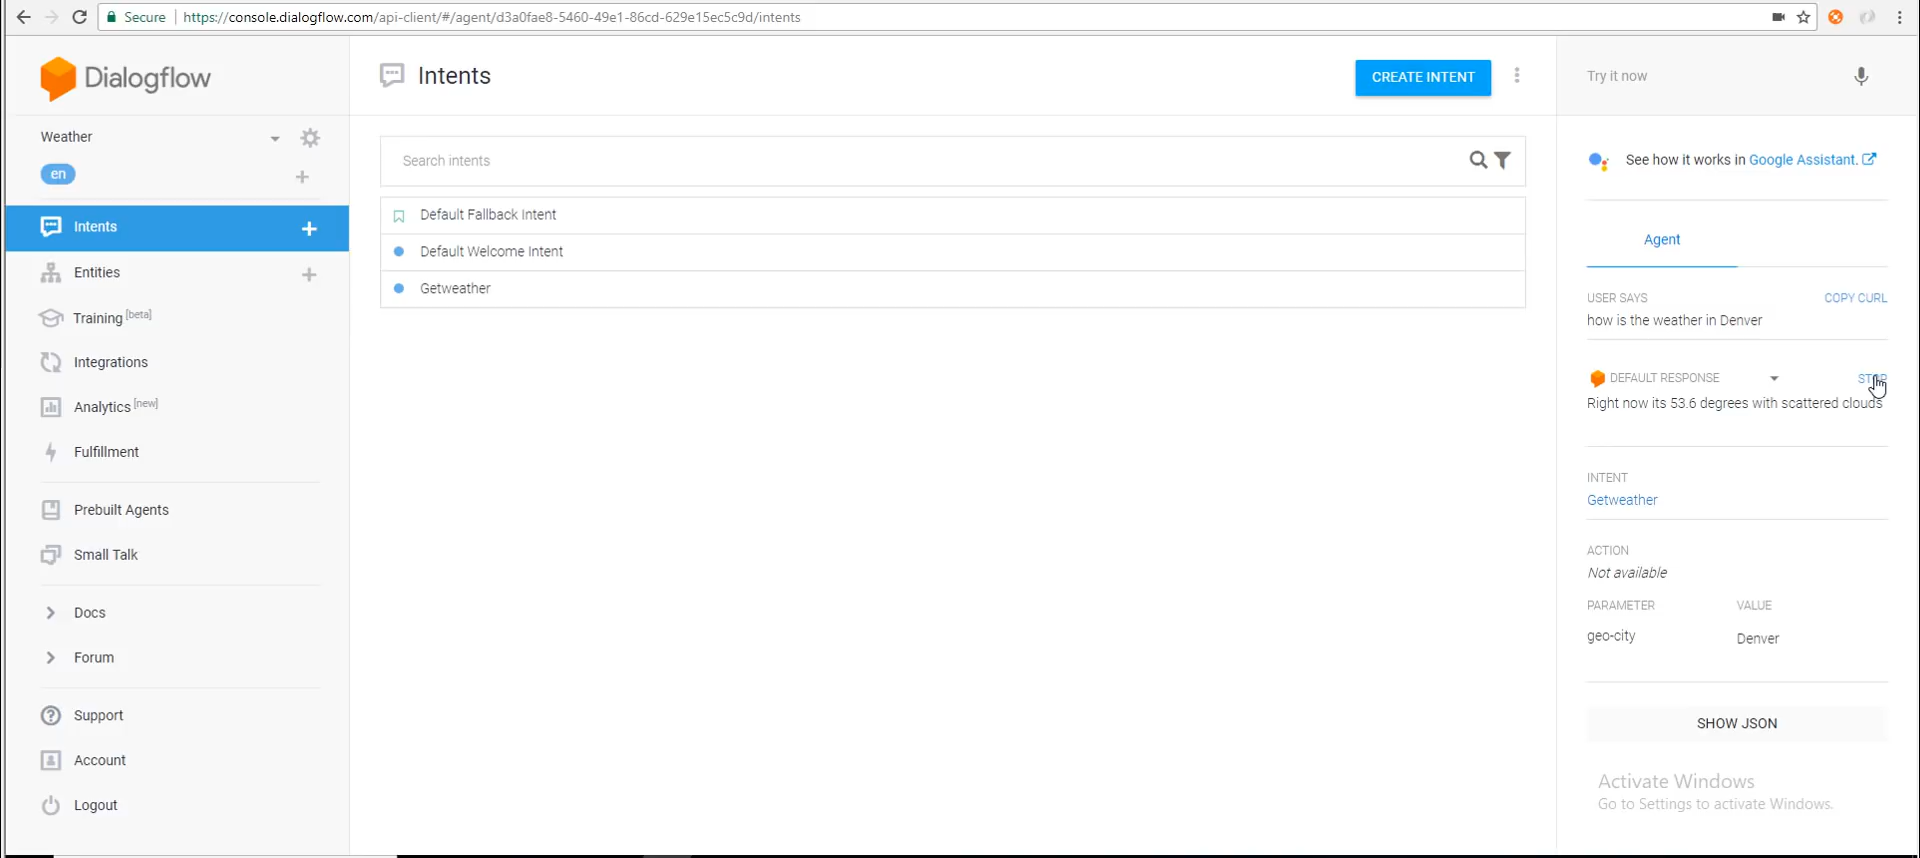 Secure https://console.dialogflow.com/api-client/#/agent/d3a0fae8-5460-49e1-86cd-629e15ec5c9d/intents
Dialogflow
Weather
en
Intents
Entities
Training [beta]
Integrations
Analytics [new]
Fulfillment
Prebuilt Agents
Small Talk
Docs
Forum
Support
Account
Logout
Intents
CREATE INTENT
Search intents
Default Fallback Intent
Default Welcome Intent
Getweather
Try it now
See how it works in Google Assistant.
Agent
USER SAYS COPY CURL
how is the weather in Denver
DEFAULT RESPONSE STOP
Right now its 53.6 degrees with scattered clouds
INTENT
Getweather
ACTION
Not available
PARAMETER VALUE
geo-city Denver
SHOW JSON
Activate Windows
Go to Settings to activate Windows.